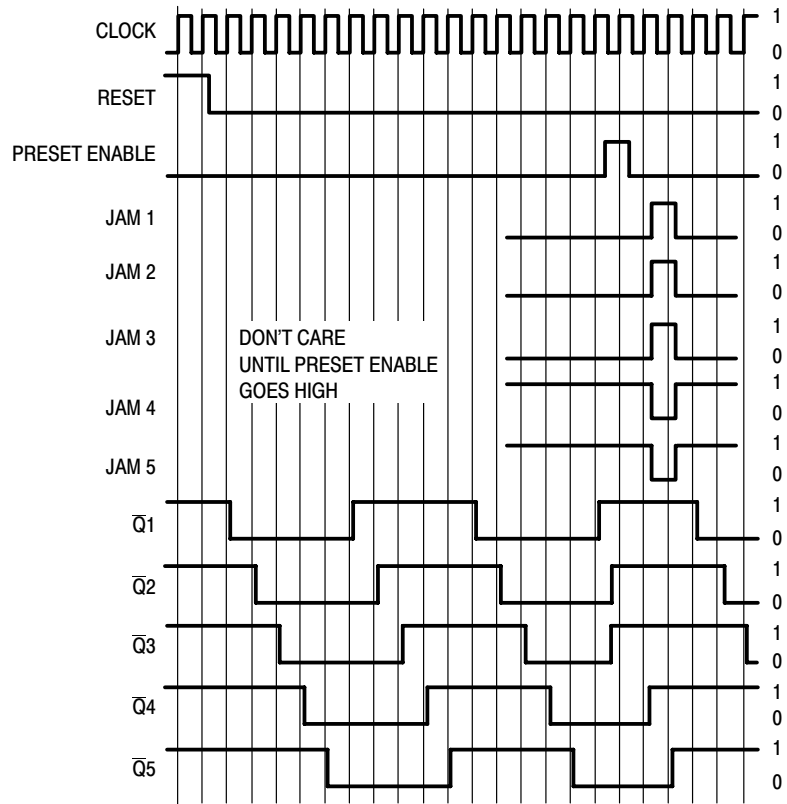 CLOCK
1
0
RESET
1
0
PRESET ENABLE
1
0
JAM 1
1
0
JAM 2
1
0
JAM 3
1
0
DON'T CARE
UNTIL PRESET ENABLE
GOES HIGH
JAM 4
1
0
JAM 5
1
0
Q̅1
1
0
Q̅2
1
0
Q̅3
1
0
Q̅4
1
0
Q̅5
1
0